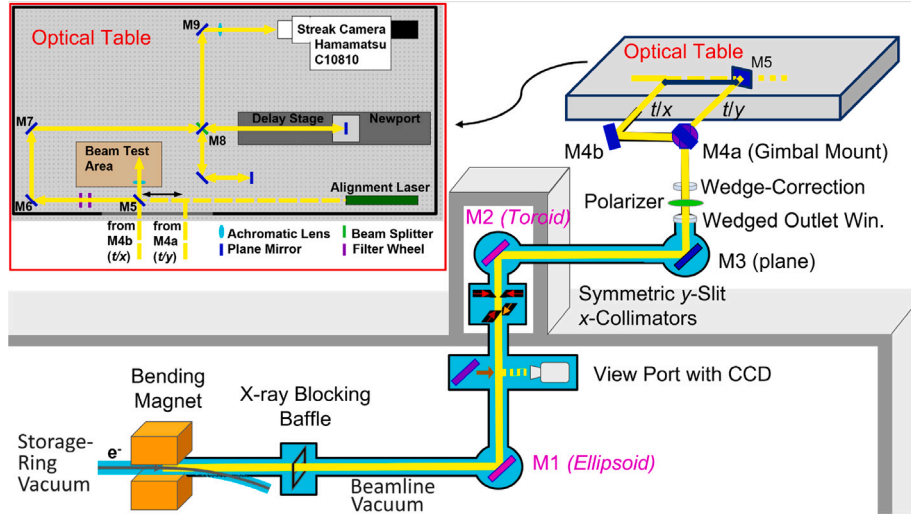 Optical Table
M9
Streak Camera
Hamamatsu
C10810
M7
Delay Stage
Newport
M8
Beam Test
Area
Alignment Laser
M6
M5
from
M4b
(t/x)
from
M4a
(t/y)
Achromatic Lens
Beam Splitter
Plane Mirror
Filter Wheel
Optical Table
M5
t/x
t/y
M4b
M4a (Gimbal Mount)
Wedge-Correction
Polarizer
Wedged Outlet Win.
M2 (Toroid)
M3 (plane)
Symmetric y-Slit
x-Collimators
View Port with CCD
Bending
Magnet
X-ray Blocking
Baffle
Storage-
Ring
Vacuum
e-
M1 (Ellipsoid)
Beamline
Vacuum